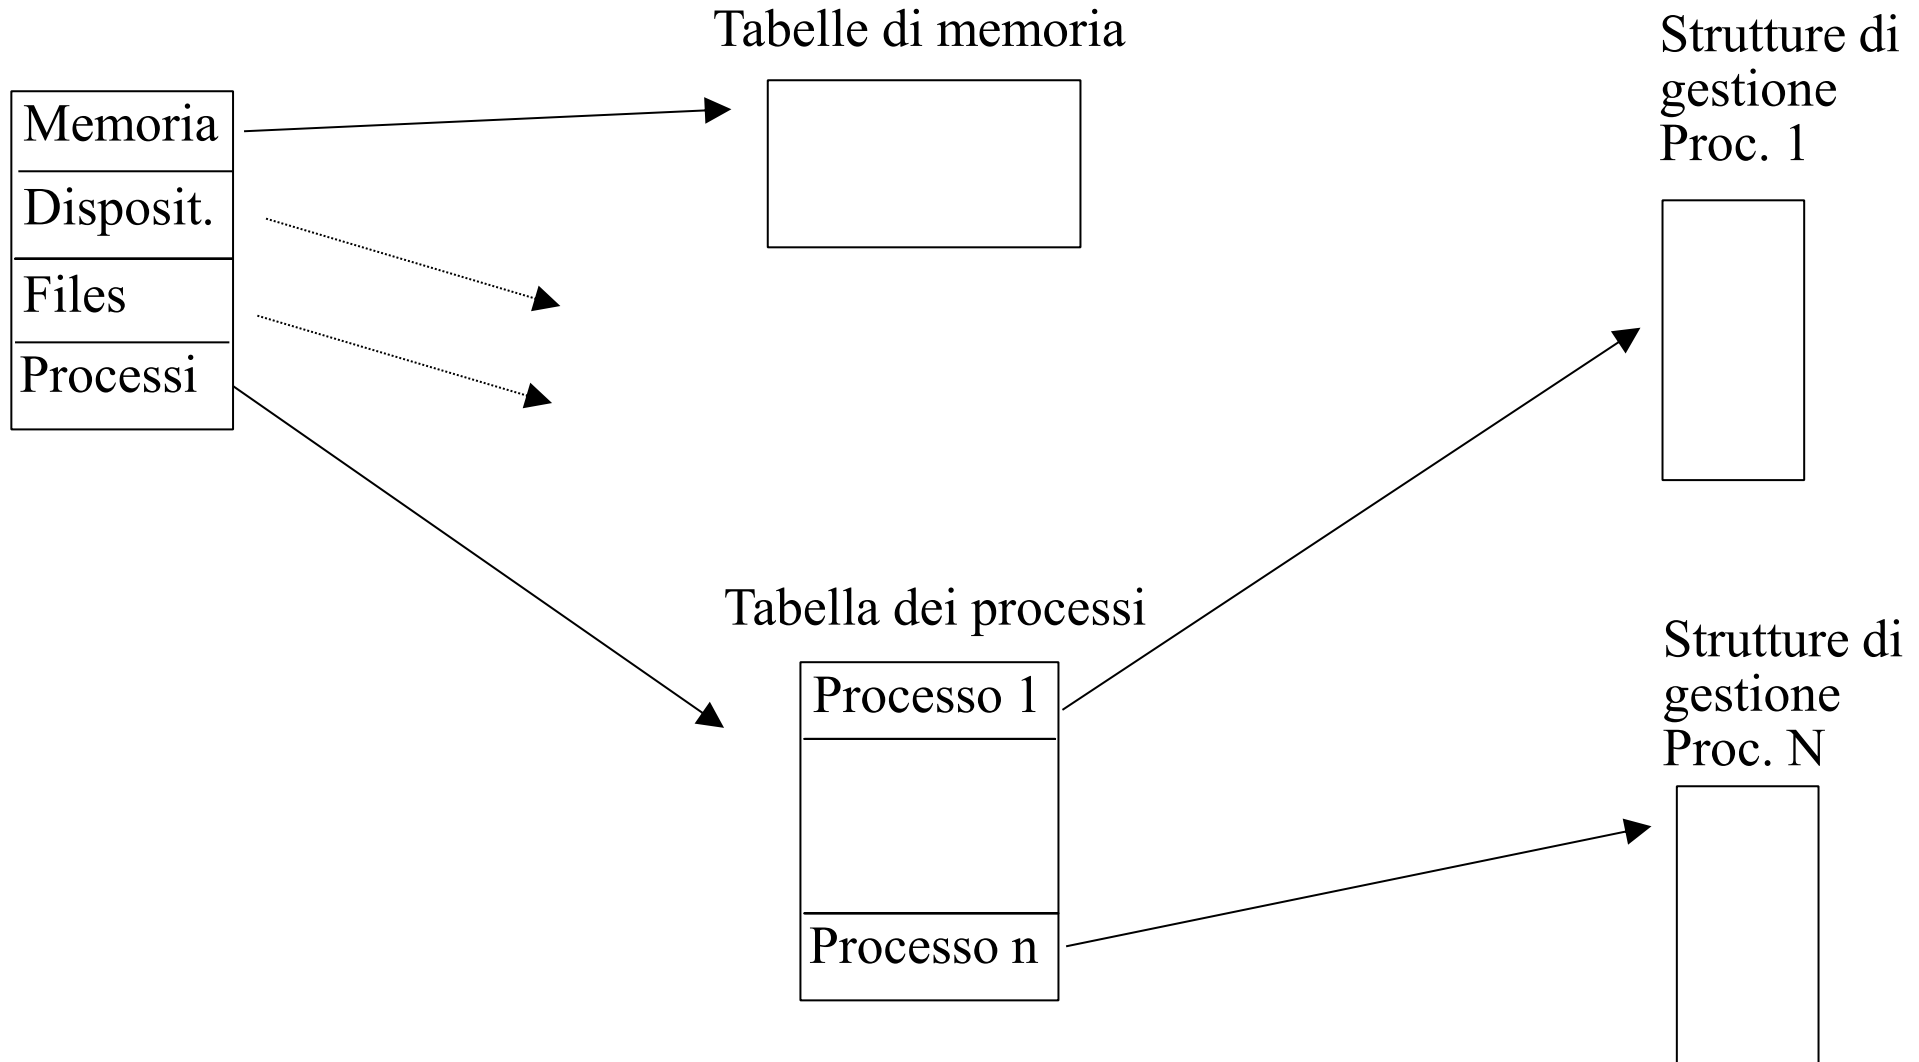 Tabelle di memoria
Strutture di
gestione
Proc. 1
Memoria
Disposit.
Files
Processi
Tabella dei processi
Processo 1
Processo n
Strutture di
gestione
Proc. N